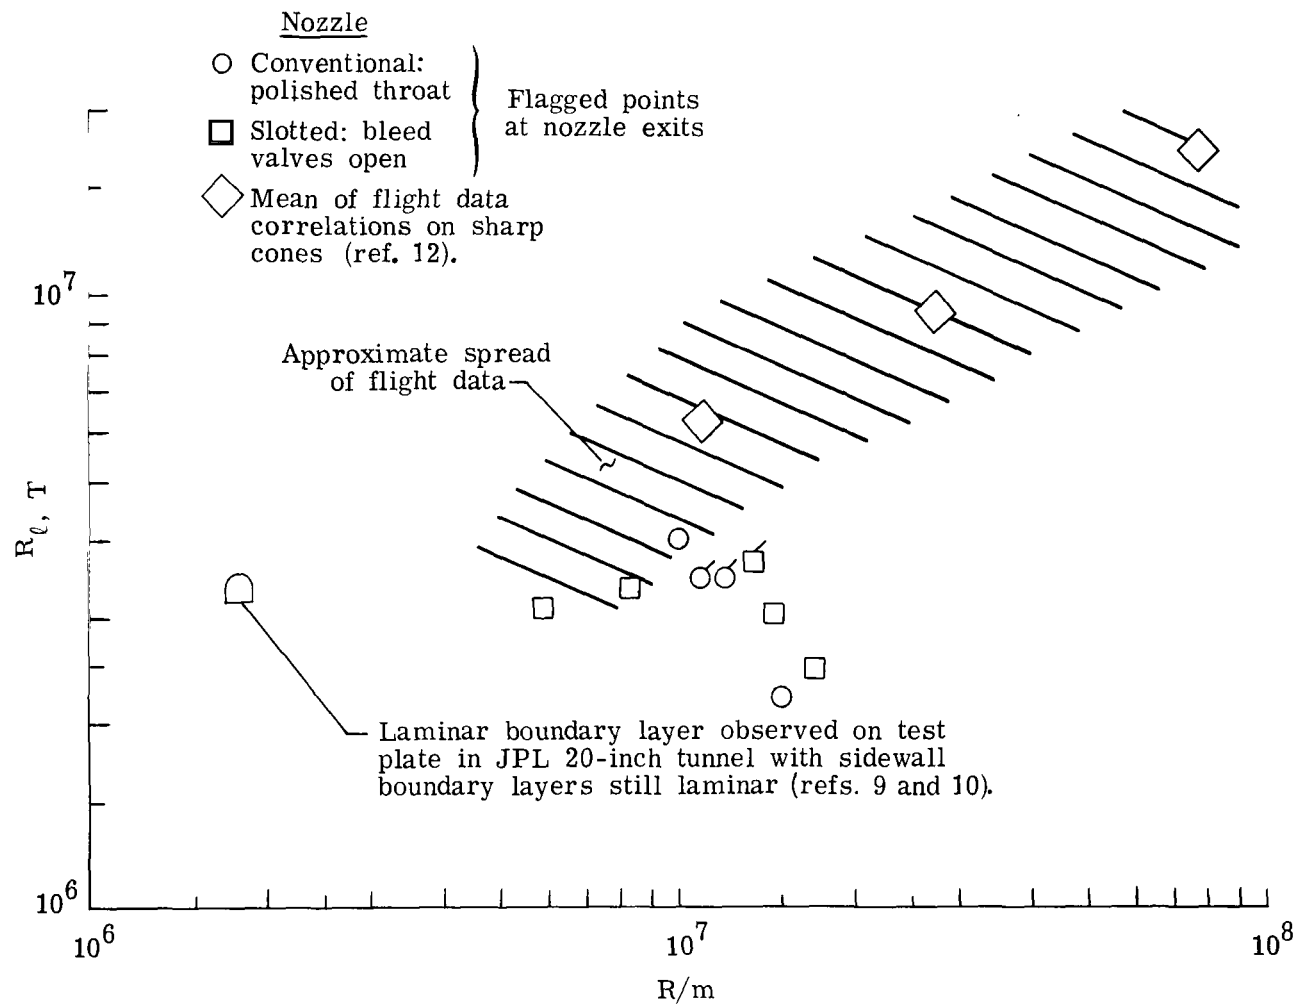 Nozzle
Conventional:
polished throat
Slotted: bleed
valves open
Flagged points
at nozzle exits
Mean of flight data
correlations on sharp
cones (ref. 12).
10^7
Approximate spread
of flight data
R_ℓ, T
Laminar boundary layer observed on test
plate in JPL 20-inch tunnel with sidewall
boundary layers still laminar (refs. 9 and 10).
10^6
10^6
10^7
10^8
R/m